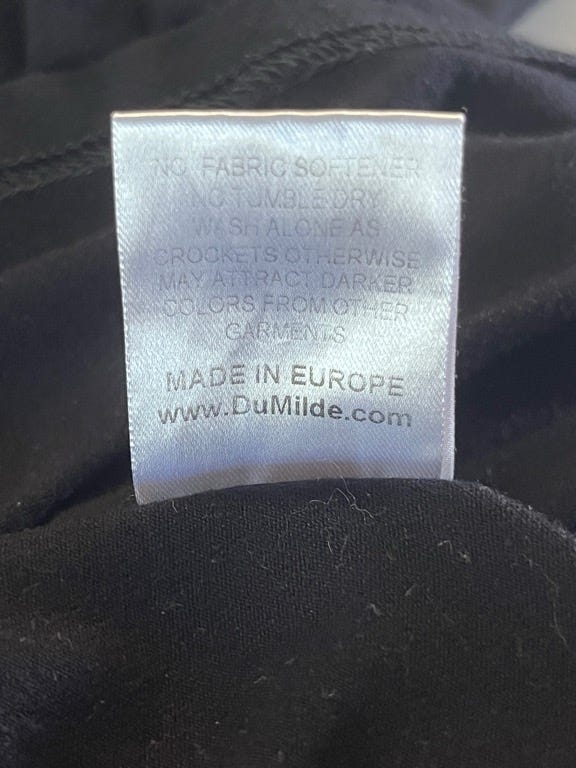 NO FABRIC SOFTENER
NO TUMBLE DRY
WASH ALONE AS
CROCKETS OTHERWISE
MAY ATTRACT DARKER
COLORS FROM OTHER
GARMENTS
MADE IN EUROPE
www.DuMilde.com